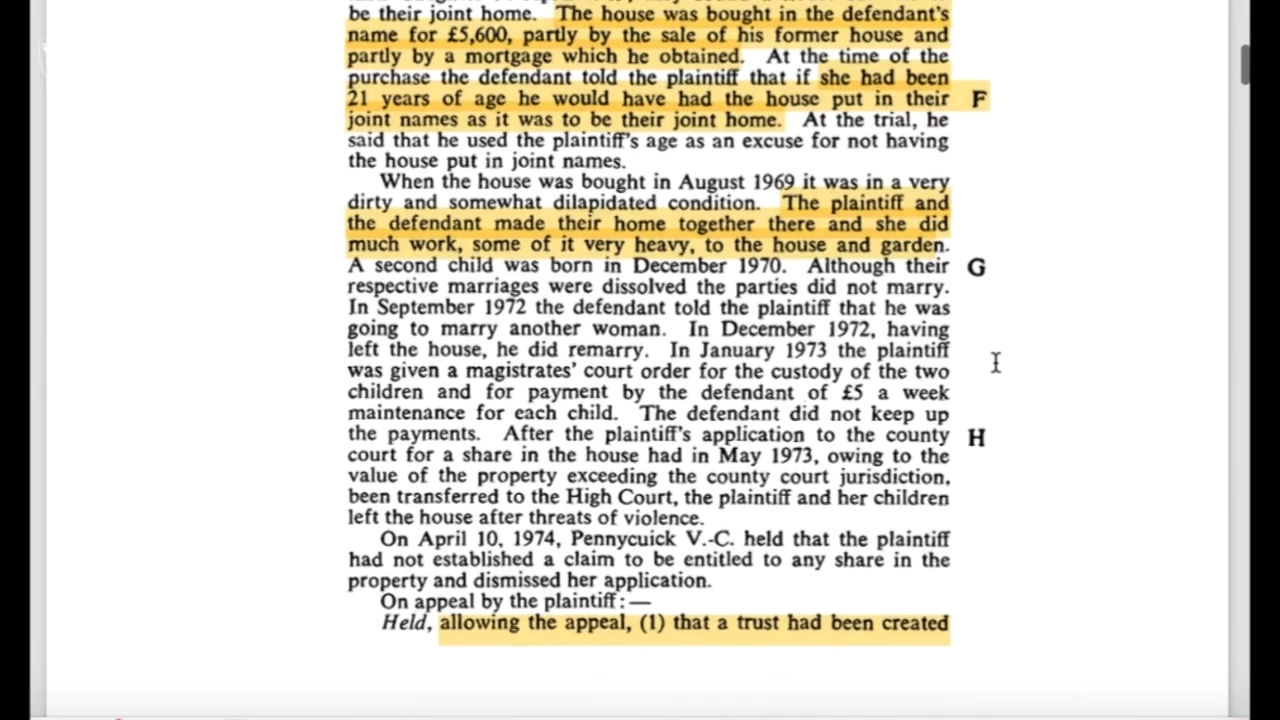 be their joint home. The house was bought in the defendant's
name for £5,600, partly by the sale of his former house and
partly by a mortgage which he obtained. At the time of the
purchase the defendant told the plaintiff that if she had been
21 years of age he would have had the house put in their F
joint names as it was to be their joint home. At the trial, he
said that he used the plaintiff's age as an excuse for not having
the house put in joint names.
When the house was bought in August 1969 it was in a very
dirty and somewhat dilapidated condition. The plaintiff and
the defendant made their home together there and she did
much work, some of it very heavy, to the house and garden.
A second child was born in December 1970. Although their G
respective marriages were dissolved the parties did not marry.
In September 1972 the defendant told the plaintiff that he was
going to marry another woman. In December 1972, having
left the house, he did remarry. In January 1973 the plaintiff
was given a magistrates' court order for the custody of the two
children and for payment by the defendant of £5 a week
maintenance for each child. The defendant did not keep up
the payments. After the plaintiff's application to the county H
court for a share in the house had in May 1973, owing to the
value of the property exceeding the county court jurisdiction,
been transferred to the High Court, the plaintiff and her children
left the house after threats of violence.
On April 10, 1974, Pennycuick V.-C. held that the plaintiff
had not established a claim to be entitled to any share in the
property and dismissed her application.
On appeal by the plaintiff:—
Held, allowing the appeal, (1) that a trust had been created